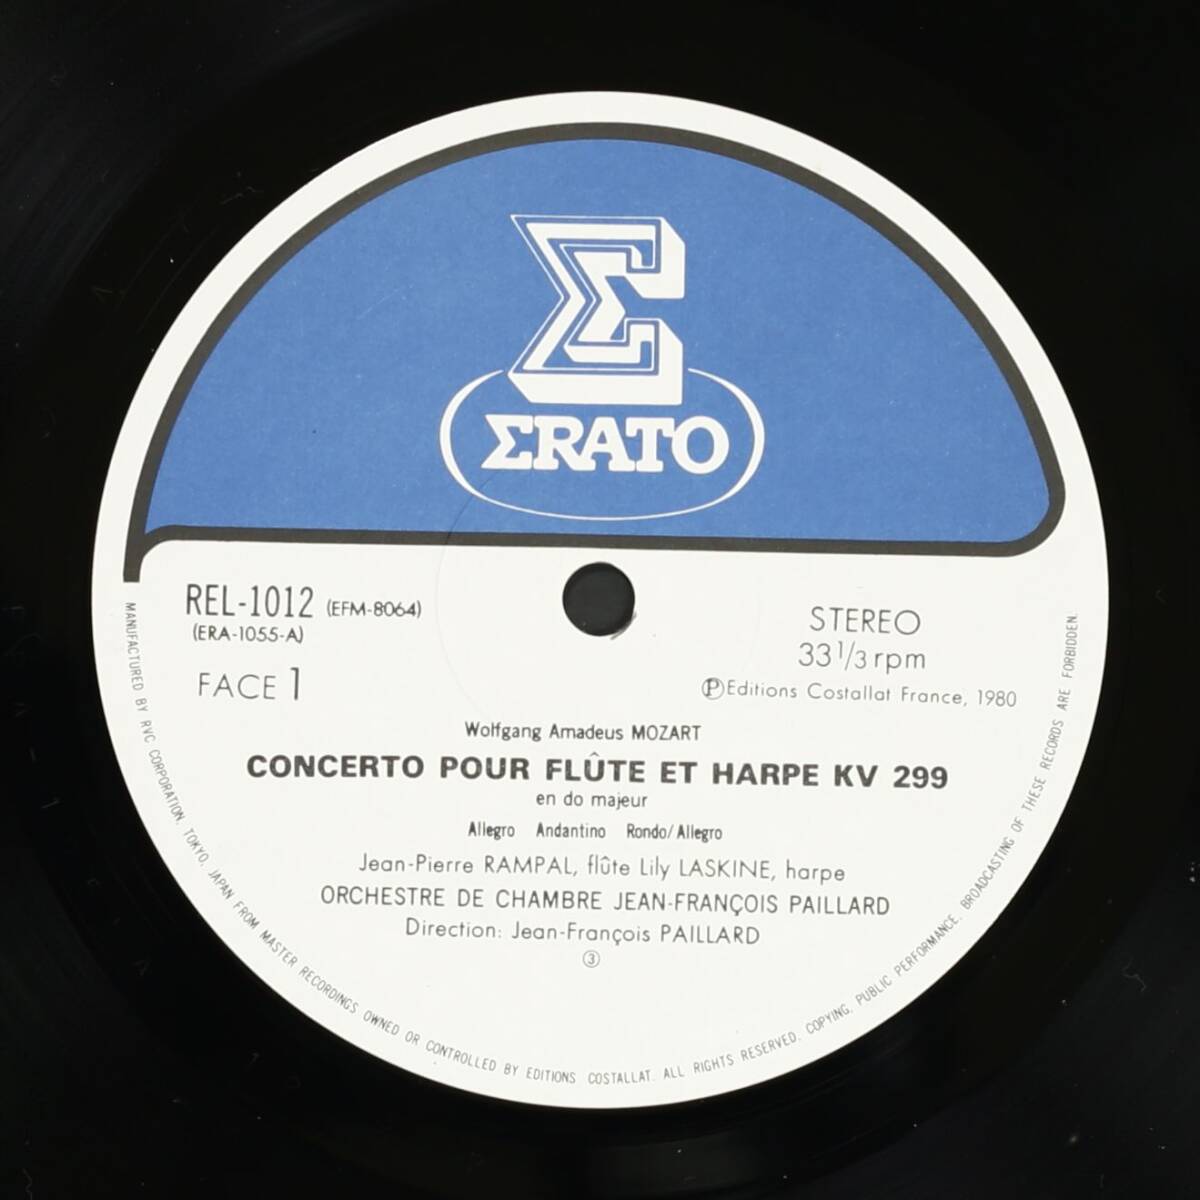 Σ
ΣRATO
REL-1012 (EFM-8064)
(ERA-1055-A)
FACE 1
STEREO
33 1/3 rpm
ⓅEditions Costallat France, 1980
Wolfgang Amadeus MOZART
CONCERTO POUR FLÛTE ET HARPE KV 299
en do majeur
Allegro Andantino Rondo/Allegro
Jean-Pierre RAMPAL, flûte Lily LASKINE, harpe
ORCHESTRE DE CHAMBRE JEAN-FRANÇOIS PAILLARD
Direction: Jean-François PAILLARD
③
MANUFACTURED BY RVC CORPORATION, TOKYO, JAPAN FROM MASTER RECORDINGS OWNED OR CONTROLLED BY EDITIONS COSTALLAT. ALL RIGHTS RESERVED. COPYING, PUBLIC PERFORMANCE, BROADCASTING OF THESE RECORDS ARE FORBIDDEN.